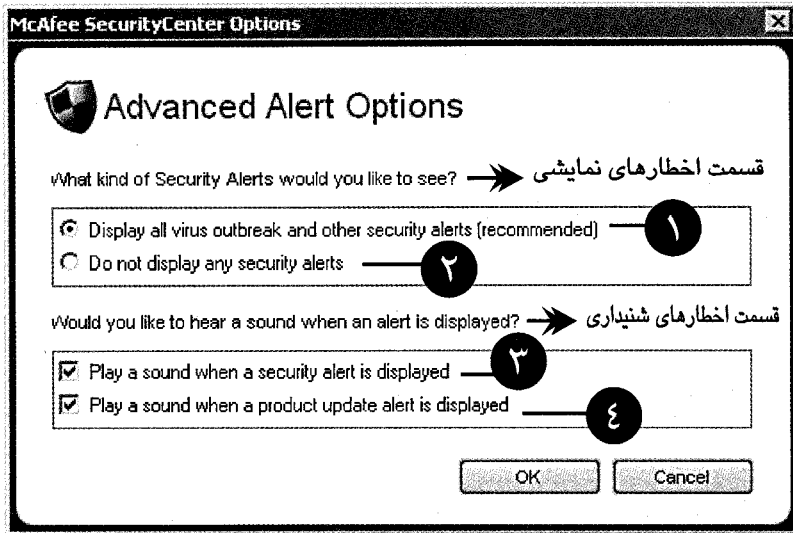 McAfee SecurityCenter Options
Advanced Alert Options
What kind of Security Alerts would you like to see? قسمت اخطارهای نمایشی
Display all virus outbreak and other security alerts (recommended) ۱
Do not display any security alerts ۲
Would you like to hear a sound when an alert is displayed? قسمت اخطارهای شنیداری
Play a sound when a security alert is displayed ۳
Play a sound when a product update alert is displayed ٤
OK Cancel